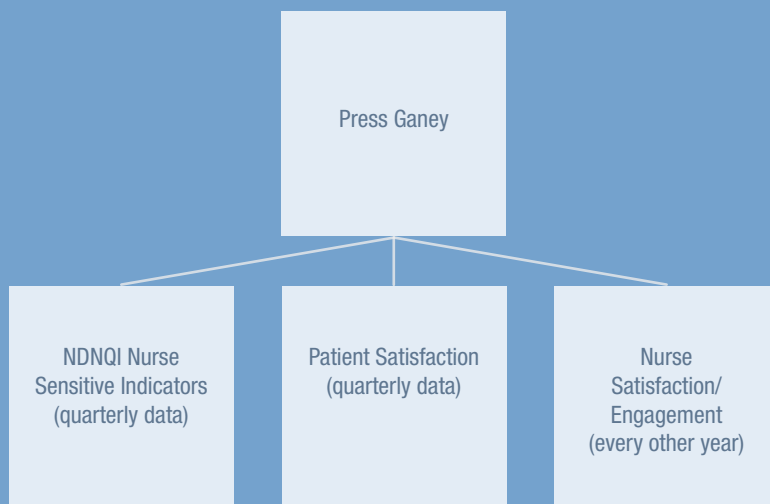 Press Ganey
NDNQI Nurse
Sensitive Indicators
(quarterly data)
Patient Satisfaction
(quarterly data)
Nurse
Satisfaction/
Engagement
(every other year)